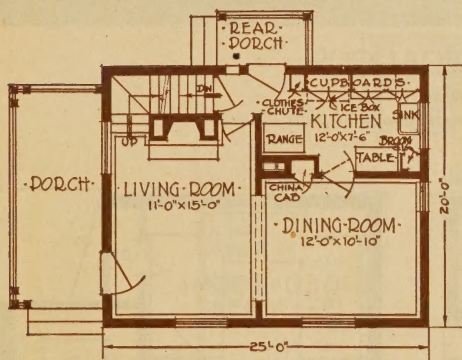 ·REAR·
PORCH·
DN
·CUPBOARDS·
CLOTHES
CHUTE
ICE BOX
SINK
KITCHEN
12'-0"X7'-6"
UP
RANGE
BROOM
TABLE
·PORCH·
·LIVING·ROOM·
11'-0"X15'-0"
CHINA
CAB
·DINING·ROOM·
12'-0"X10'-10"
20'-0"
25'-0"